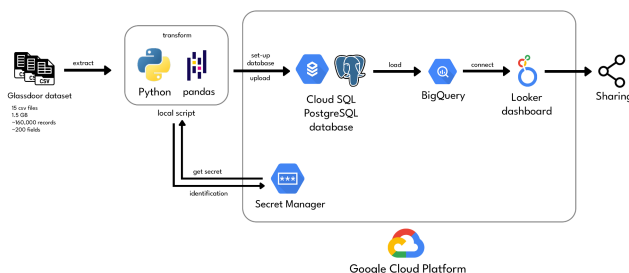 transform
set-up
database
upload
extract
load
connect
CSV
CSV
CSV
Python
pandas
Glassdoor dataset
15 csv files
1.5 GB
~160,000 records
~200 fields
local script
Cloud SQL
PostgreSQL
database
BigQuery
Looker
dashboard
Sharing
get secret
identification
Secret Manager
Google Cloud Platform